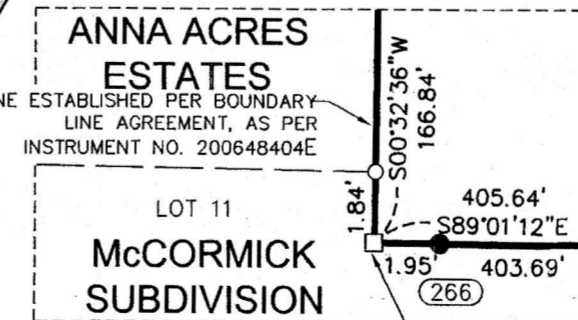 ANNA ACRES
ESTATES
NE ESTABLISHED PER BOUNDARY
LINE AGREEMENT, AS PER
INSTRUMENT NO. 200648404E
S00°32'36"W
166.84'
1.84'
LOT 11
McCORMICK
SUBDIVISION
405.64'
S89°01'12"E
1.95'
403.69'
266